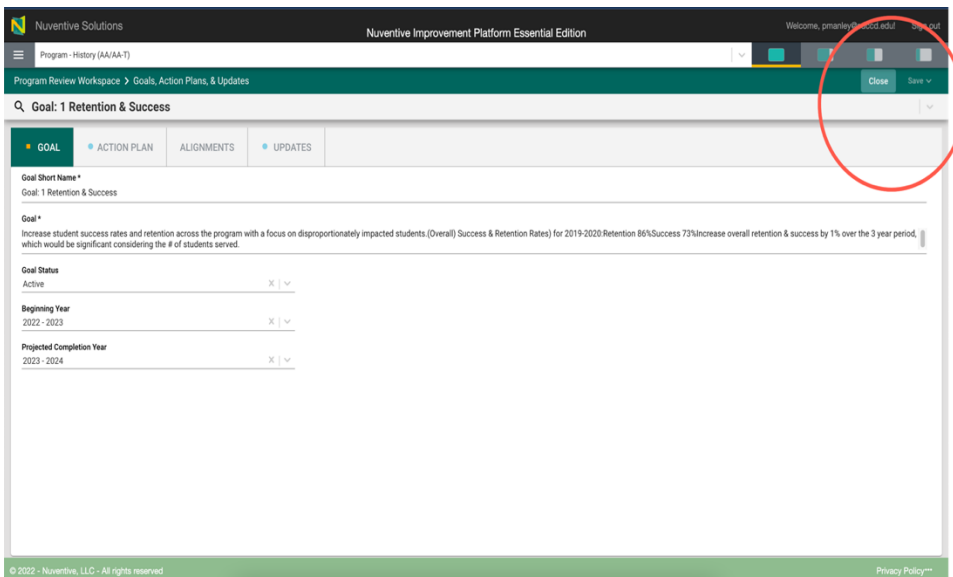 Nuventive Solutions
Nuventive Improvement Platform Essential Edition
Welcome, pmanley@
Sign out
Program - History (AA/AA-T)
Program Review Workspace > Goals, Action Plans, & Updates
Close
Save
Goal: 1 Retention & Success
GOAL
ACTION PLAN
ALIGNMENTS
UPDATES
Goal Short Name *
Goal: 1 Retention & Success
Goal *
Increase student success rates and retention across the program with a focus on disproportionately impacted students.(Overall) Success & Retention Rates) for 2019-2020:Retention 86%Success 73%Increase overall retention & success by 1% over the 3 year period,
which would be significant considering the # of students served.
Goal Status
Active
X
Beginning Year
2022 - 2023
X
Projected Completion Year
2023 - 2024
X
© 2022 - Nuventive, LLC - All rights reserved
Privacy Policy